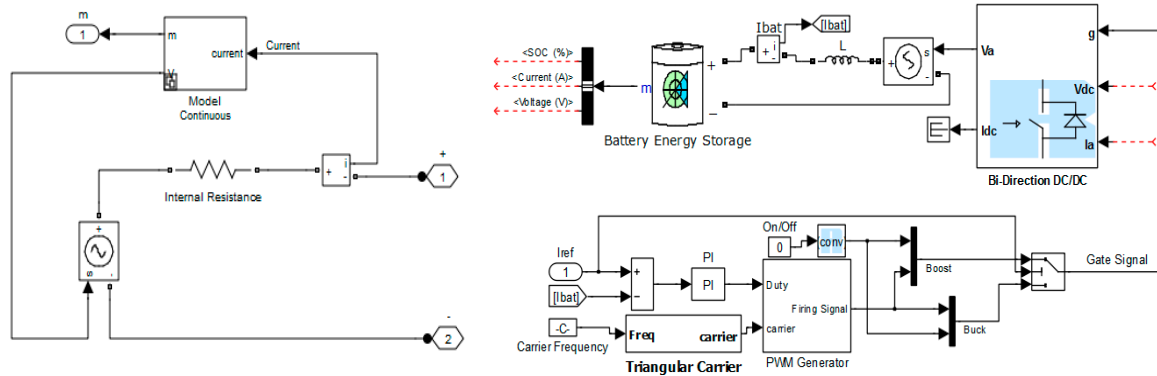 m
1
m
current
V
Current
Model
Continuous
Internal Resistance
+
i
-
+
1
+
s
-
-
2
<SOC (%)>
<Current (A)>
<Voltage (V)>
m
+
−
Battery Energy Storage
Ibat
[Ibat]
+
i
-
L
+
s
-
Va
Idc
g
Vdc
Ia
Bi-Direction DC/DC
Iref
1
[Ibat]
+
−
PI
PI
On/Off
0
conv
Duty
Firing Signal
carrier
PWM Generator
-C-
Carrier Frequency
Freq
carrier
Triangular Carrier
Boost
Buck
Gate Signal